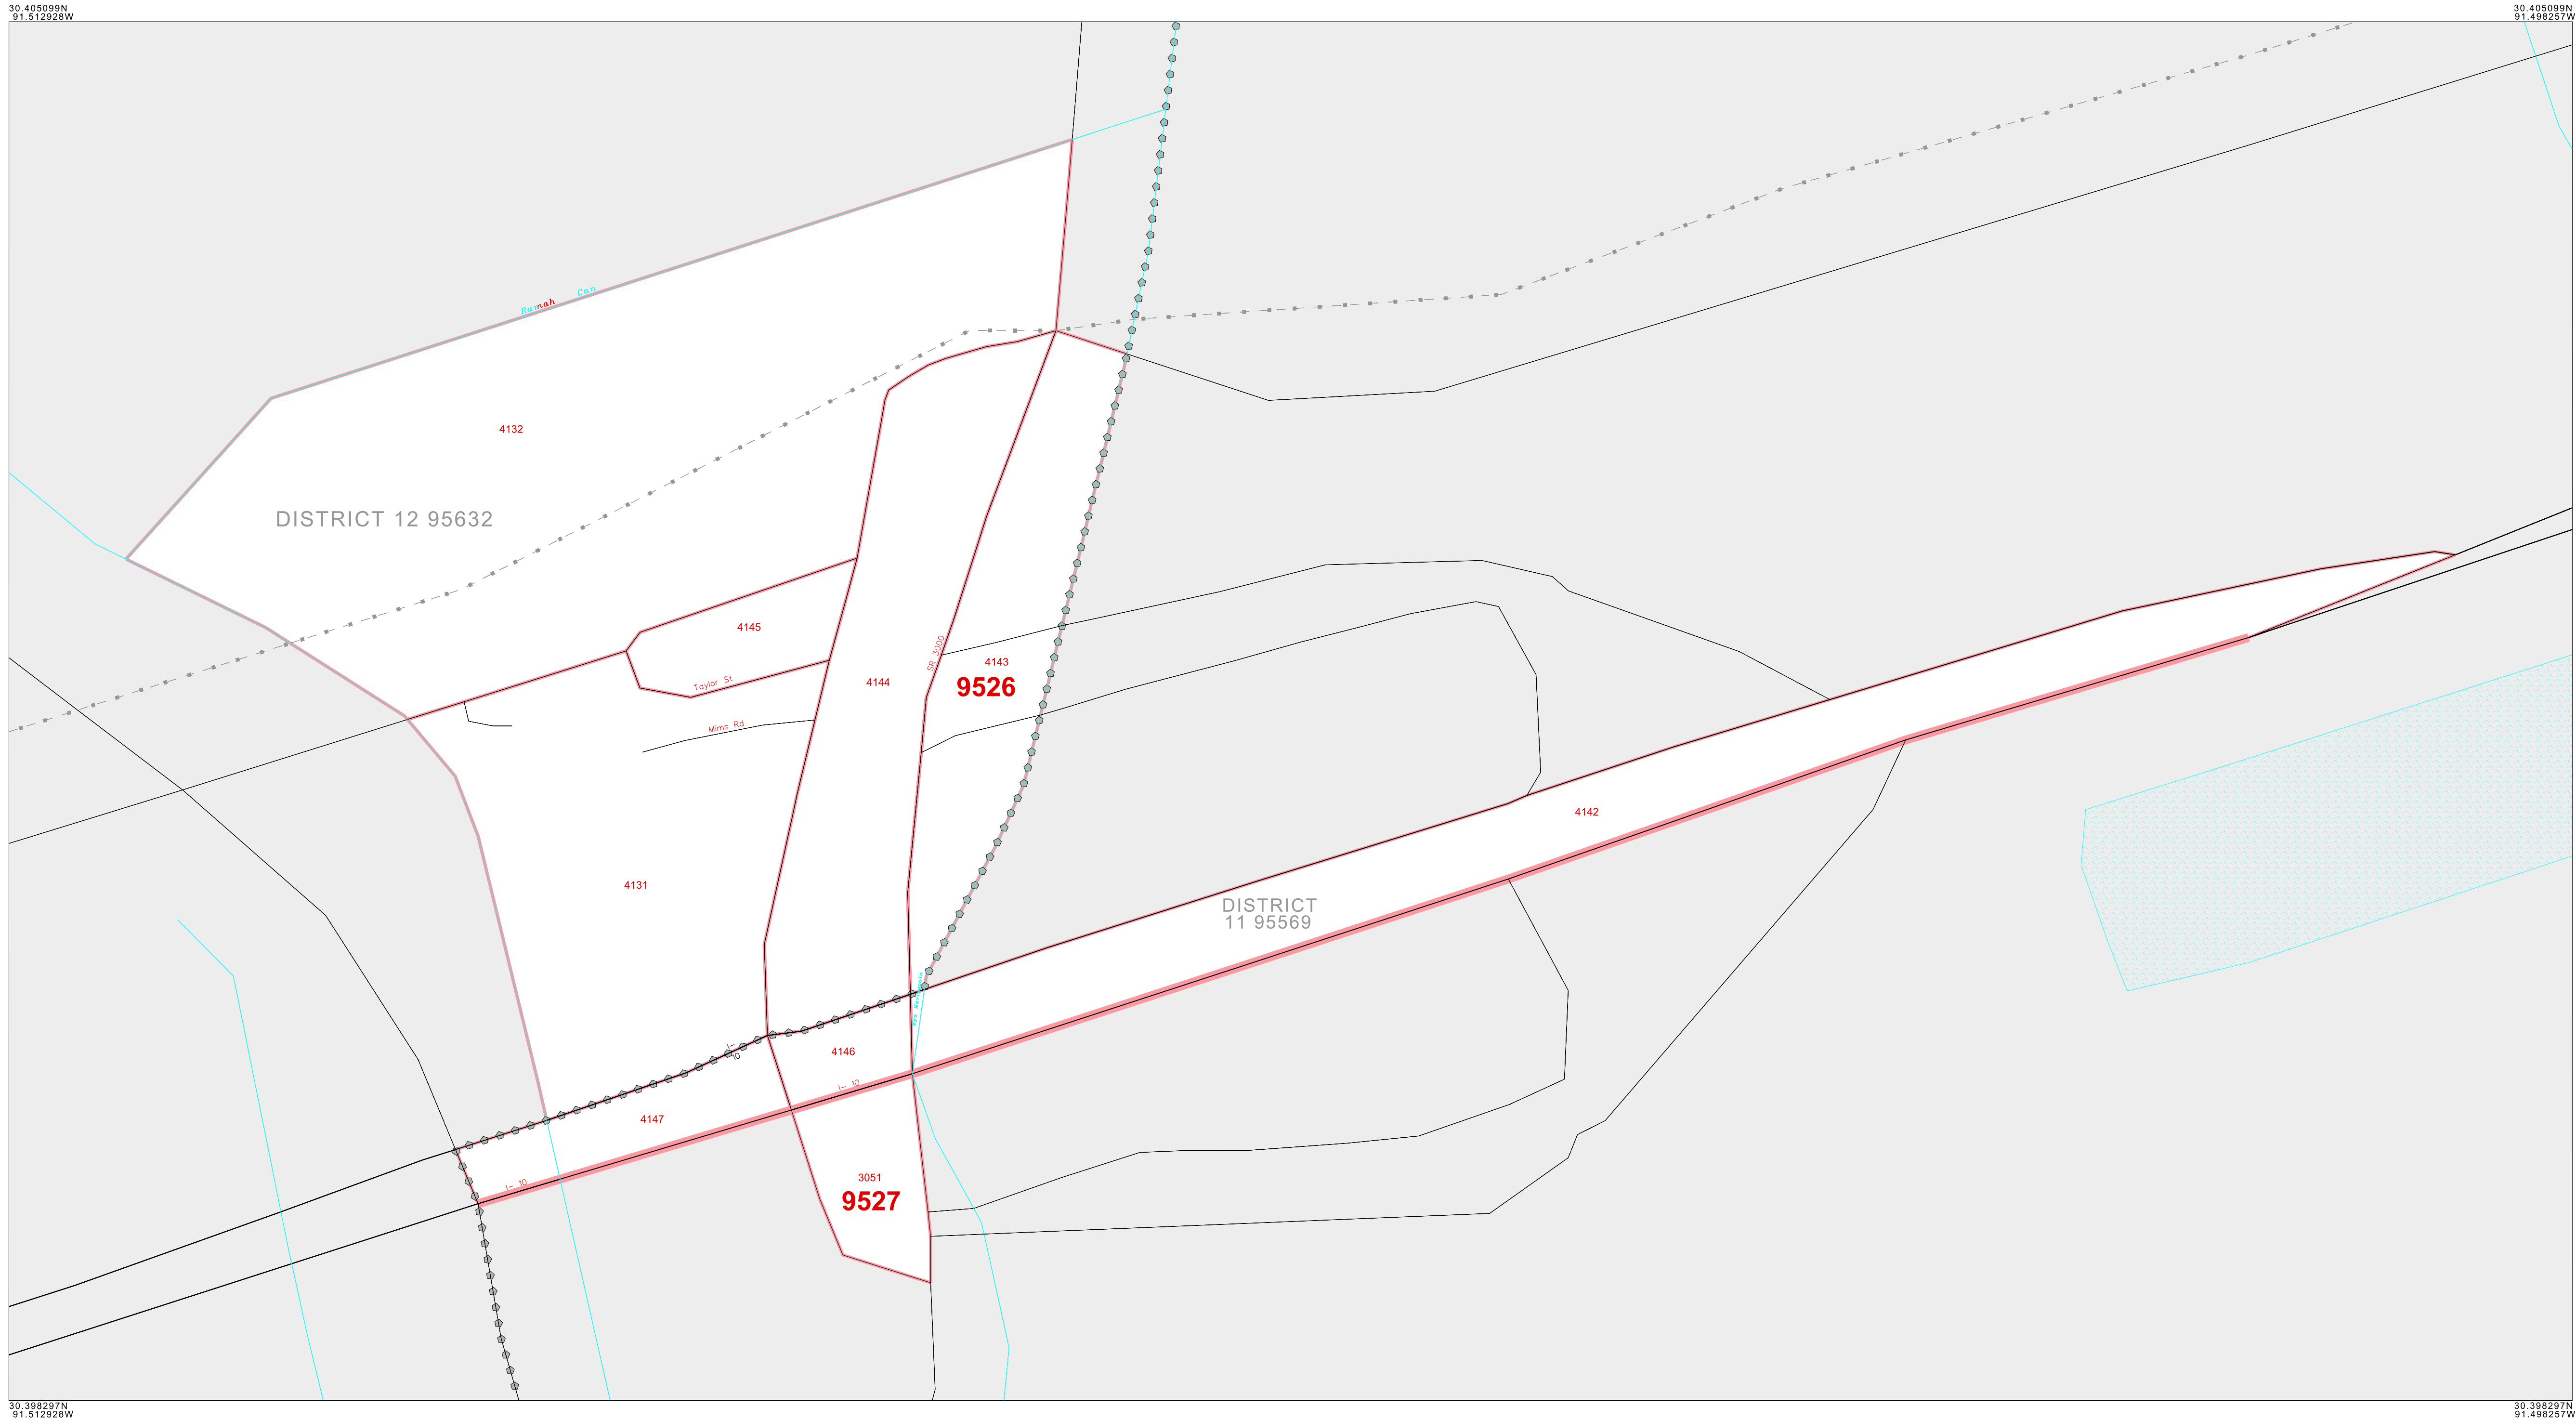 30.405099N
91.512928W
30.405099N
91.498257W
Ramah
Can
4132
DISTRICT 12 95632
4145
SR 3000
4143
9526
4144
Taylor St
Mims Rd
4142
4131
DISTRICT
11 95569
I- 10
4146
I- 10
4147
I- 10
3051
9527
30.398297N
91.512928W
30.398297N
91.498257W